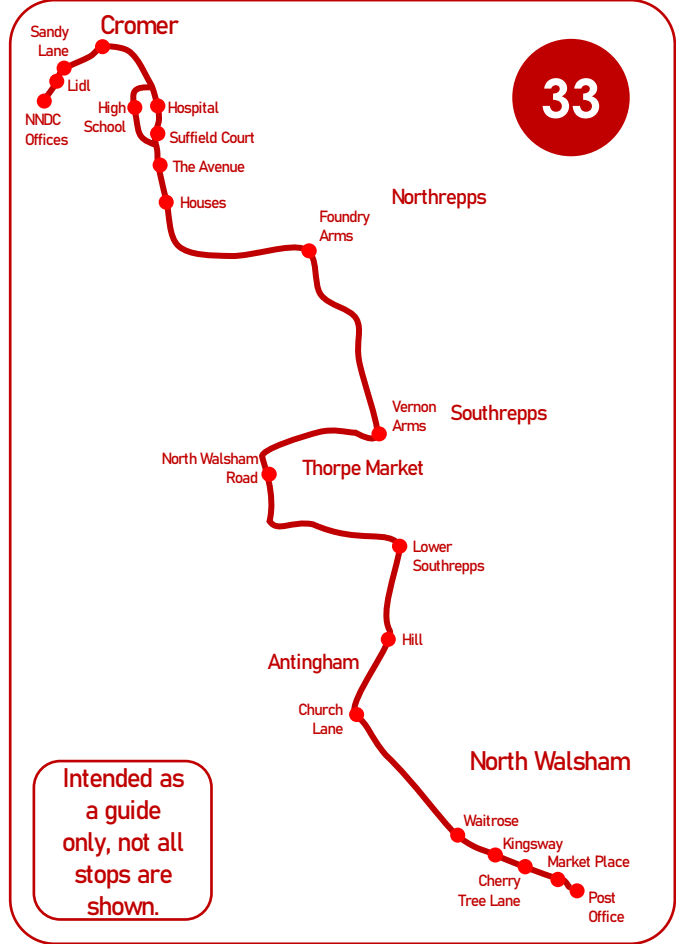 Cromer
Sandy
Lane
Lidl
NNDC
Offices
33
High
School
Hospital
Suffield Court
The Avenue
Houses
Northrepps
Foundry
Arms
Vernon
Arms
Southrepps
North Walsham
Road
Thorpe Market
Lower
Southrepps
Hill
Antingham
Church
Lane
North Walsham
Waitrose
Kingsway
Market Place
Cherry
Tree Lane
Post
Office
Intended as
a guide
only, not all
stops are
shown.